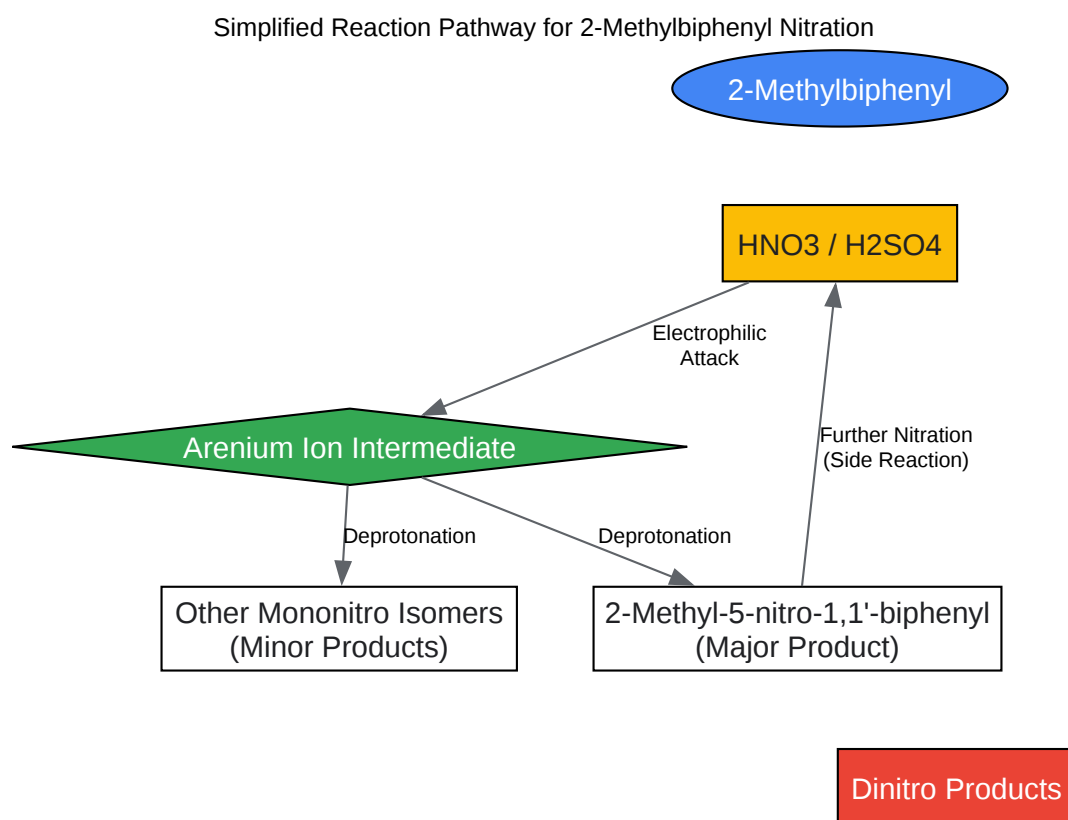 Simplified Reaction Pathway for 2-Methylbiphenyl Nitration
2-Methylbiphenyl
HNO3 / H2SO4
Electrophilic
Attack
Arenium Ion Intermediate
Further Nitration
(Side Reaction)
Deprotonation
Deprotonation
Other Mononitro Isomers
(Minor Products)
2-Methyl-5-nitro-1,1'-biphenyl
(Major Product)
Dinitro Products